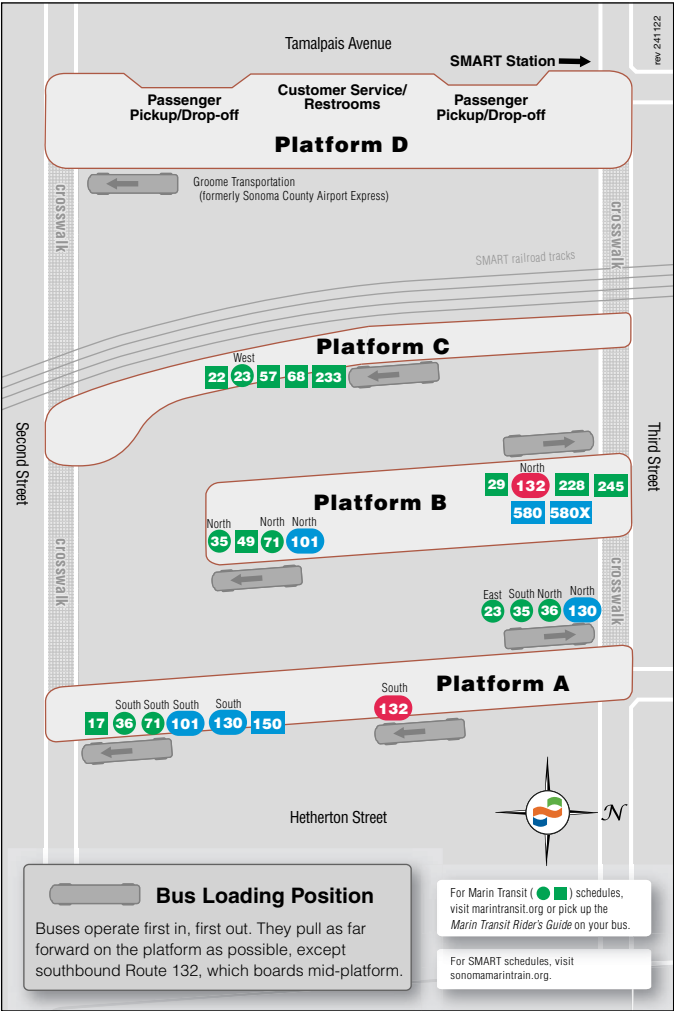 rev 241122
Tamalpais Avenue
SMART Station
Passenger
Pickup/Drop-off
Customer Service/
Restrooms
Passenger
Pickup/Drop-off
Platform D
Groome Transportation
(formerly Sonoma County Airport Express)
crosswalk
crosswalk
SMART railroad tracks
Platform C
West
22 23 57 68 233
Second Street
Third Street
Platform B
North
29 132 228 245
580 580X
North North North
35 49 71 101
crosswalk
crosswalk
East South North North
23 35 36 130
Platform A
South South South South
17 36 71 101 130 150
South
132
Hetherton Street
N
Bus Loading Position
Buses operate first in, first out. They pull as far
forward on the platform as possible, except
southbound Route 132, which boards mid-platform.
For Marin Transit ( ) schedules,
visit marintransit.org or pick up the
Marin Transit Rider's Guide on your bus.
For SMART schedules, visit
sonomamarintrain.org.